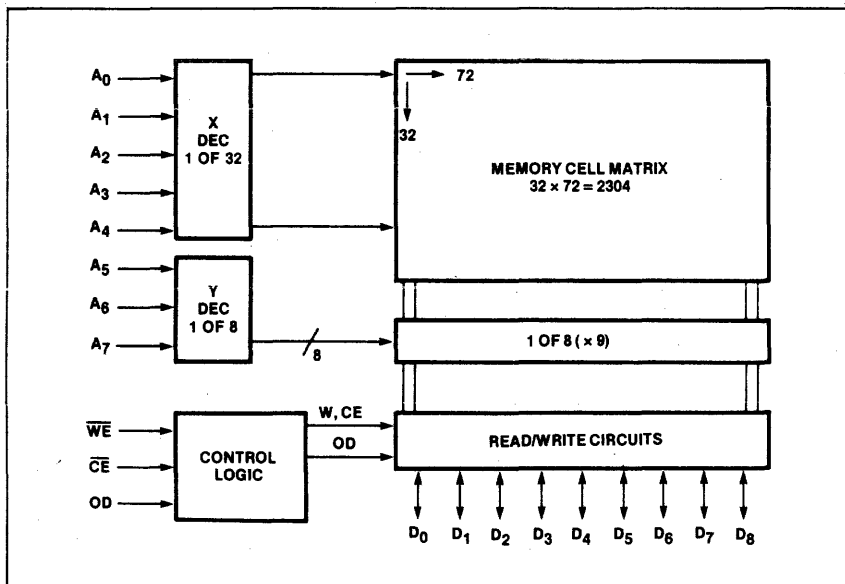 A0
A1
A2
A3
A4
X
DEC
1 OF 32
72
32
MEMORY CELL MATRIX
32 × 72 = 2304
A5
A6
A7
Y
DEC
1 OF 8
8
1 OF 8 (× 9)
W̅E̅
C̅E̅
OD
CONTROL
LOGIC
W, CE
OD
READ/WRITE CIRCUITS
D0 D1 D2 D3 D4 D5 D6 D7 D8